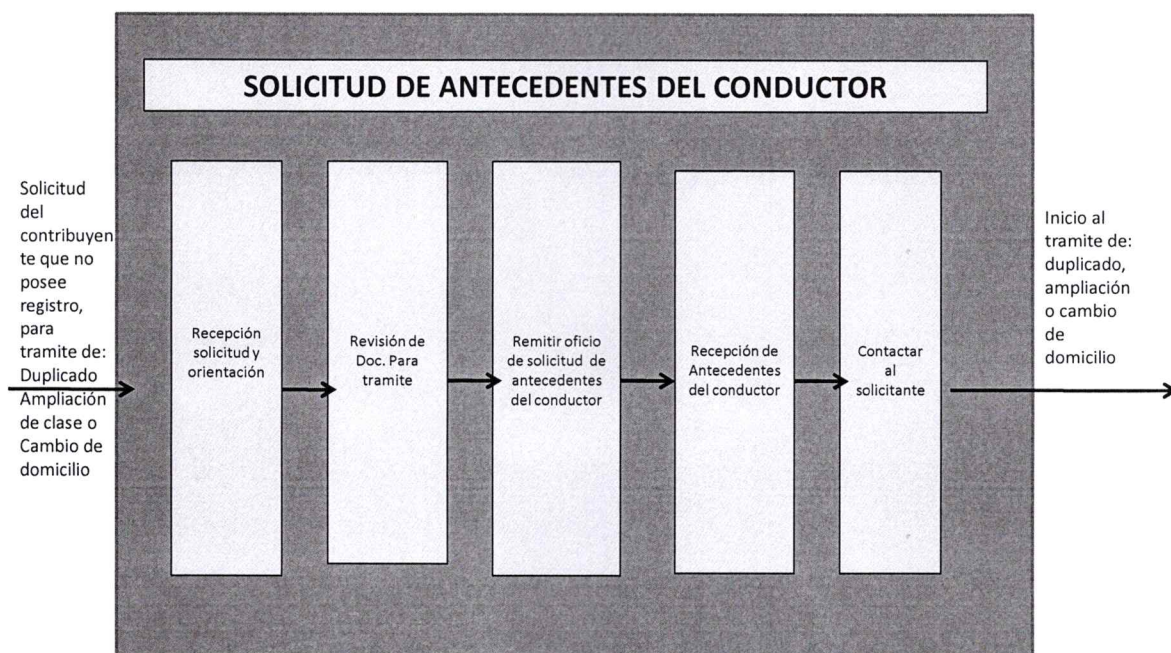 SOLICITUD DE ANTECEDENTES DEL CONDUCTOR
Solicitud
del
contribuyen
te que no
posee
registro,
para
tramite de:
Duplicado
Ampliación
de clase o
Cambio de
domicilio
Recepción
solicitud y
orientación
Revisión de
Doc. Para
tramite
Remitir oficio
de solicitud de
antecedentes
del conductor
Recepción de
Antecedentes
del conductor
Contactar
al
solicitante
Inicio al
tramite de:
duplicado,
ampliación
o cambio
de
domicilio